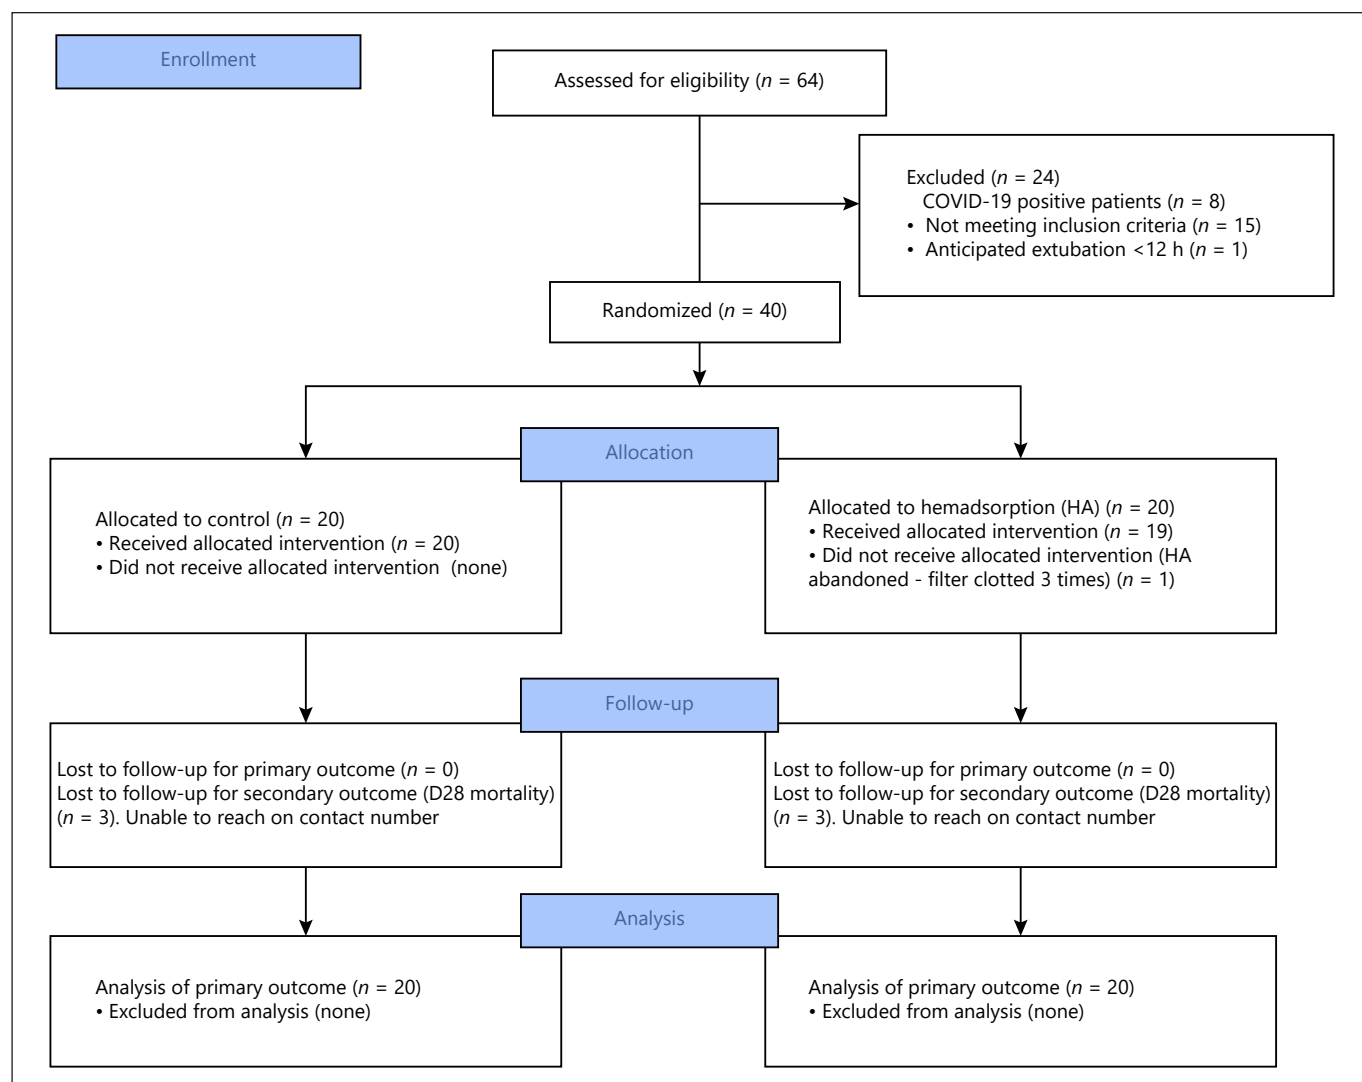 Enrollment
Assessed for eligibility (n = 64)
Excluded (n = 24)
COVID-19 positive patients (n = 8)
• Not meeting inclusion criteria (n = 15)
• Anticipated extubation <12 h (n = 1)
Randomized (n = 40)
Allocation
Allocated to control (n = 20)
• Received allocated intervention (n = 20)
• Did not receive allocated intervention (none)
Allocated to hemadsorption (HA) (n = 20)
• Received allocated intervention (n = 19)
• Did not receive allocated intervention (HA
abandoned - filter clotted 3 times) (n = 1)
Follow-up
Lost to follow-up for primary outcome (n = 0)
Lost to follow-up for secondary outcome (D28 mortality)
(n = 3). Unable to reach on contact number
Lost to follow-up for primary outcome (n = 0)
Lost to follow-up for secondary outcome (D28 mortality)
(n = 3). Unable to reach on contact number
Analysis
Analysis of primary outcome (n = 20)
• Excluded from analysis (none)
Analysis of primary outcome (n = 20)
• Excluded from analysis (none)